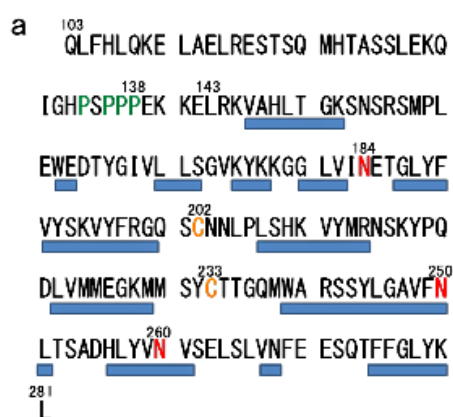 a
103
QLFHLQKE LAELRESTSQ MHTASSLEKQ
138 143
IGHPSPPPEK KELRKVAHLT GKSNSRSMPL
184
EWEDTYGIVL LSGVKYKKGG LVINETGLYF
202
VYSKVYFRGQ SCNNLPLSHK VYMRNSKYPQ
233 250
DLVMMEGKMM SYCTTGQMWA RSSYLGAVFN
260
LTSADHLYVN VSELSLVNFE ESQTFFGLYK
281
L